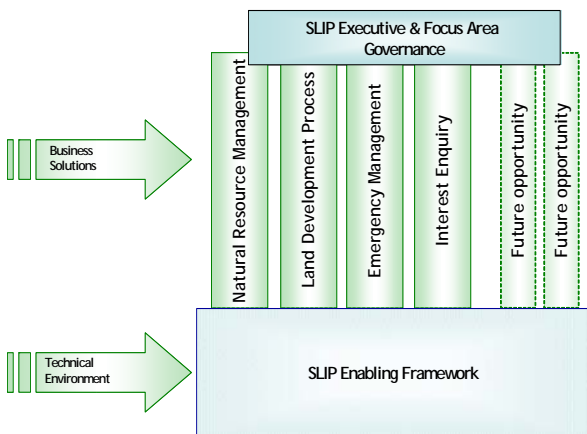 SLIP Executive & Focus Area
Governance
Business
Solutions
Natural Resource Management
Land Development Process
Emergency Management
Interest Enquiry
Future opportunity
Future opportunity
Technical
Environment
SLIP Enabling Framework